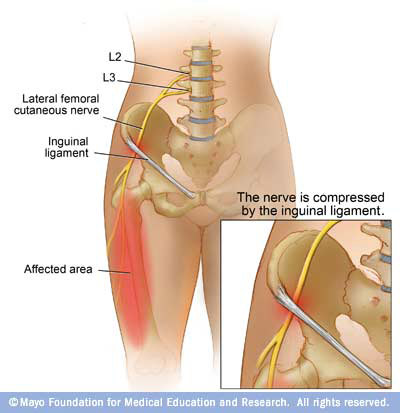 L2
L3
Lateral femoral
cutaneous nerve
Inguinal
ligament
The nerve is compressed
by the inguinal ligament.
Affected area
© Mayo Foundation for Medical Education and Research. All rights reserved.